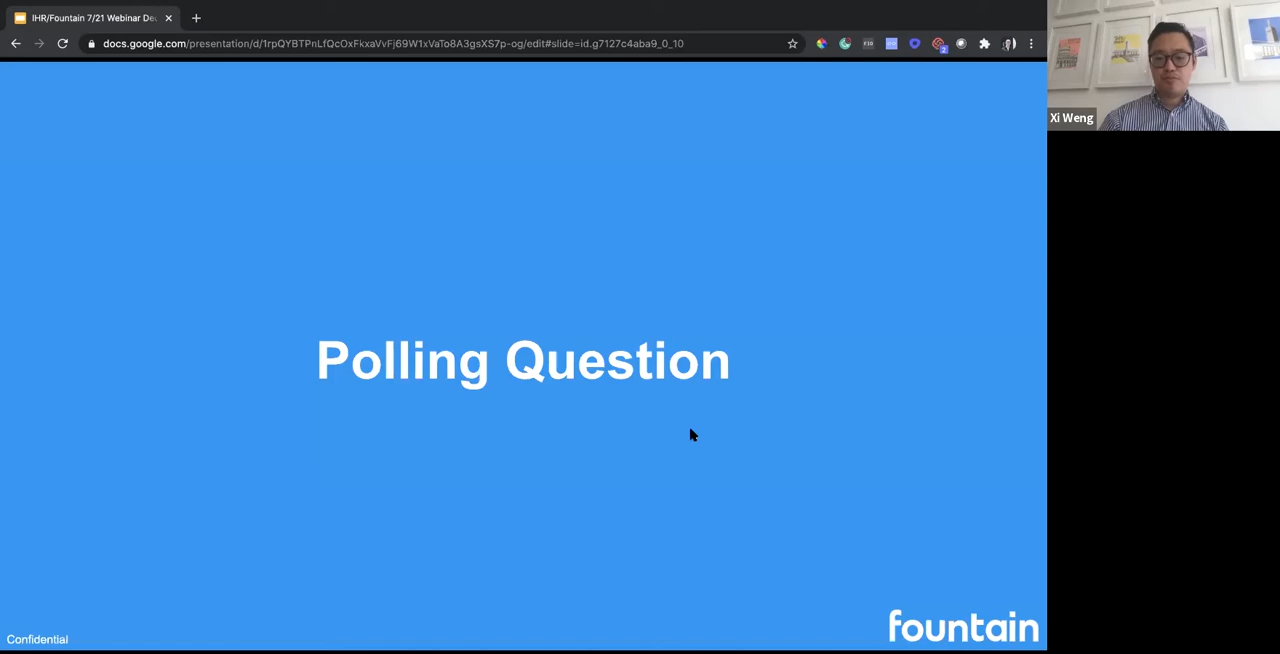 IHR/Fountain 7/21 Webinar De
docs.google.com/presentation/d/1rpQYBTPnLfQcOxFkxaVvFj69W1xVaTo8A3gsXS7p-og/edit#slide=id.g7127c4aba9_0_10
2
Xi Weng
Polling Question
Confidential
fountain